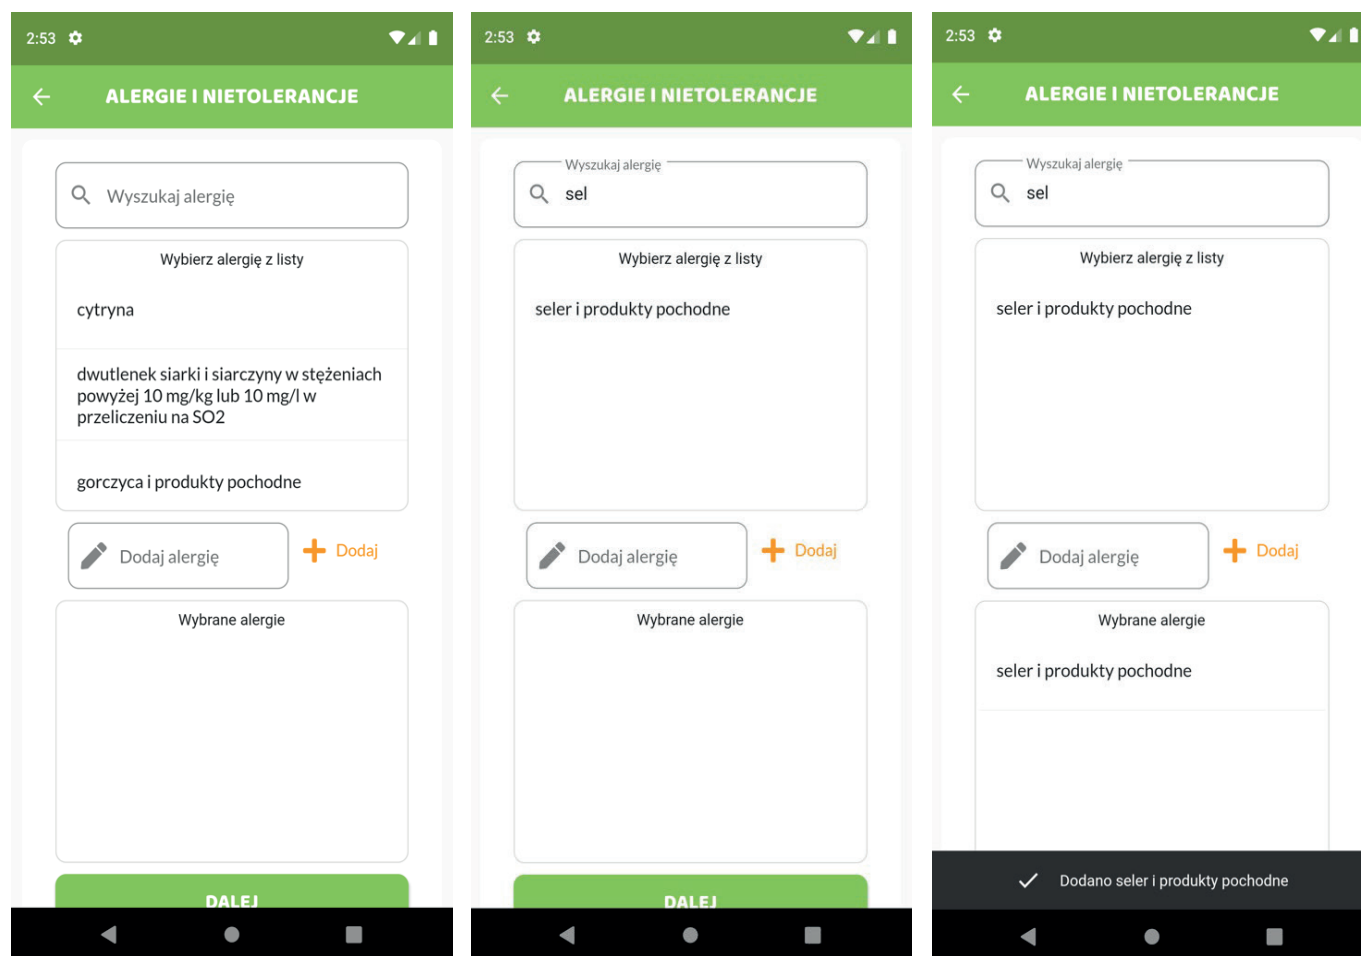 2:53
ALERGIE I NIETOLERANCJE
Wyszukaj alergię
Wybierz alergię z listy
cytryna
dwutlenek siarki i siarczyny w stężeniach
powyżej 10 mg/kg lub 10 mg/l w
przeliczeniu na SO2
gorczyca i produkty pochodne
Dodaj alergię
Dodaj
Wybrane alergie
DALEJ
2:53
ALERGIE I NIETOLERANCJE
Wyszukaj alergię
sel
Wybierz alergię z listy
seler i produkty pochodne
Dodaj alergię
Dodaj
Wybrane alergie
DALEJ
2:53
ALERGIE I NIETOLERANCJE
Wyszukaj alergię
sel
Wybierz alergię z listy
seler i produkty pochodne
Dodaj alergię
Dodaj
Wybrane alergie
seler i produkty pochodne
Dodano seler i produkty pochodne